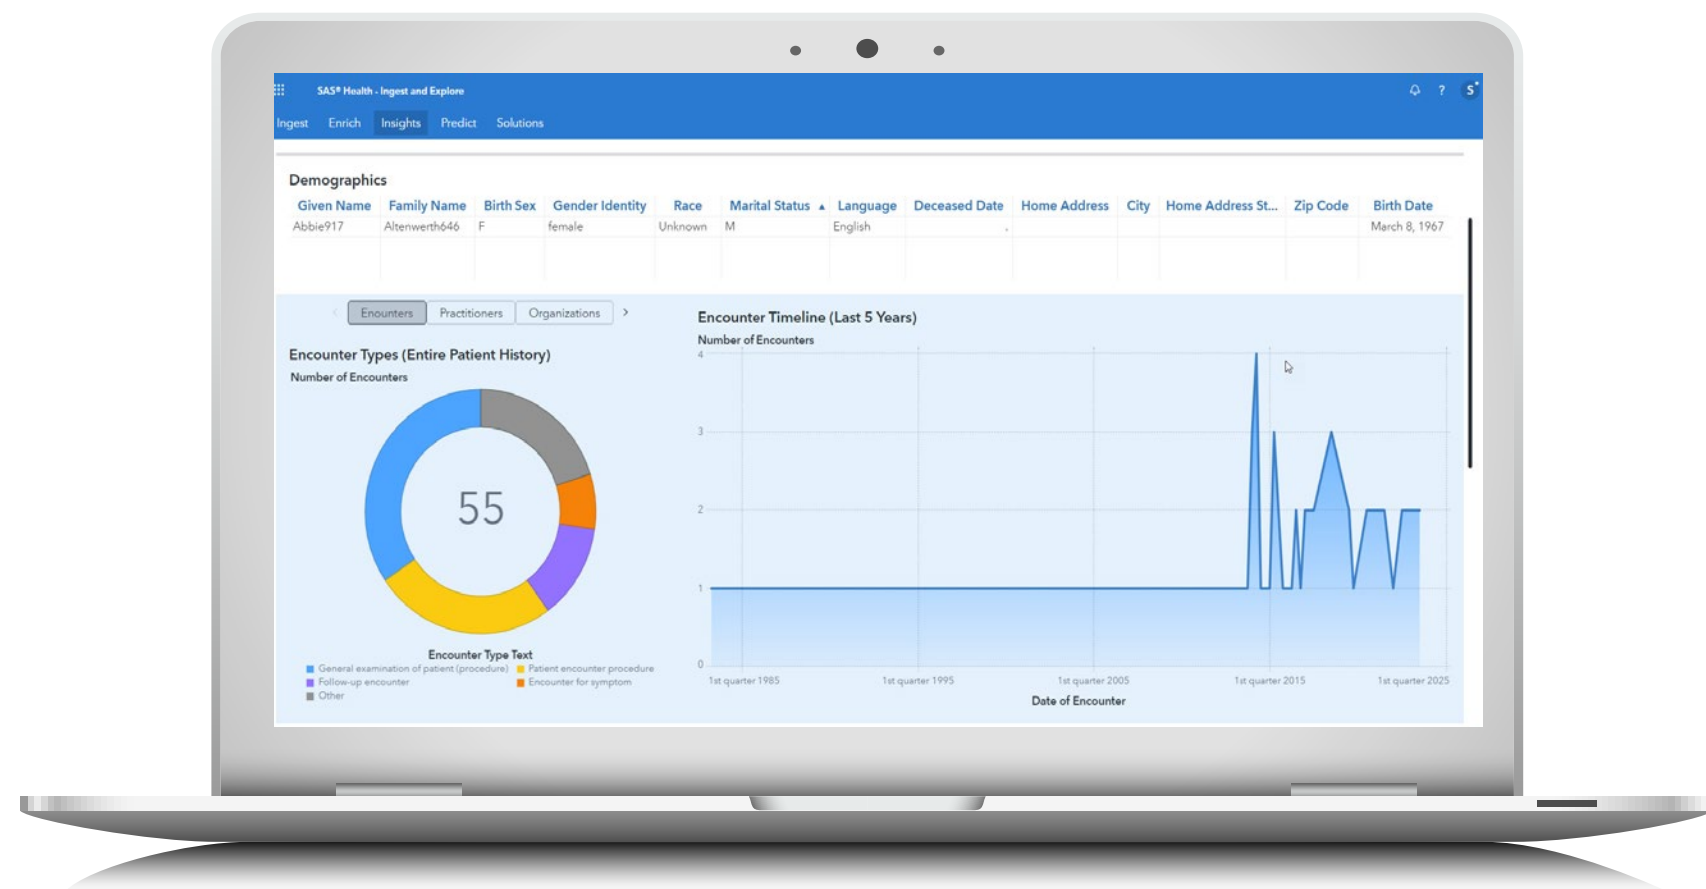 SAS® Health - Ingest and Explore
? S
Ingest Enrich Insights Predict Solutions
Demographics
Given Name Family Name Birth Sex Gender Identity Race Marital Status ▲ Language Deceased Date Home Address City Home Address St... Zip Code Birth Date
Abbie917 Altenwerth646 F female Unknown M English . March 8, 1967
Enounters Practitioners Organizations >
Encounter Types (Entire Patient History)
Number of Encounters
55
Encounter Type Text
General examination of patient (procedure) Patient encounter procedure
Follow-up encounter Encounter for symptom
Other
Encounter Timeline (Last 5 Years)
Number of Encounters
4
3
2
1
0
1st quarter 1985 1st quarter 1995 1st quarter 2005 1st quarter 2015 1st quarter 2025
Date of Encounter